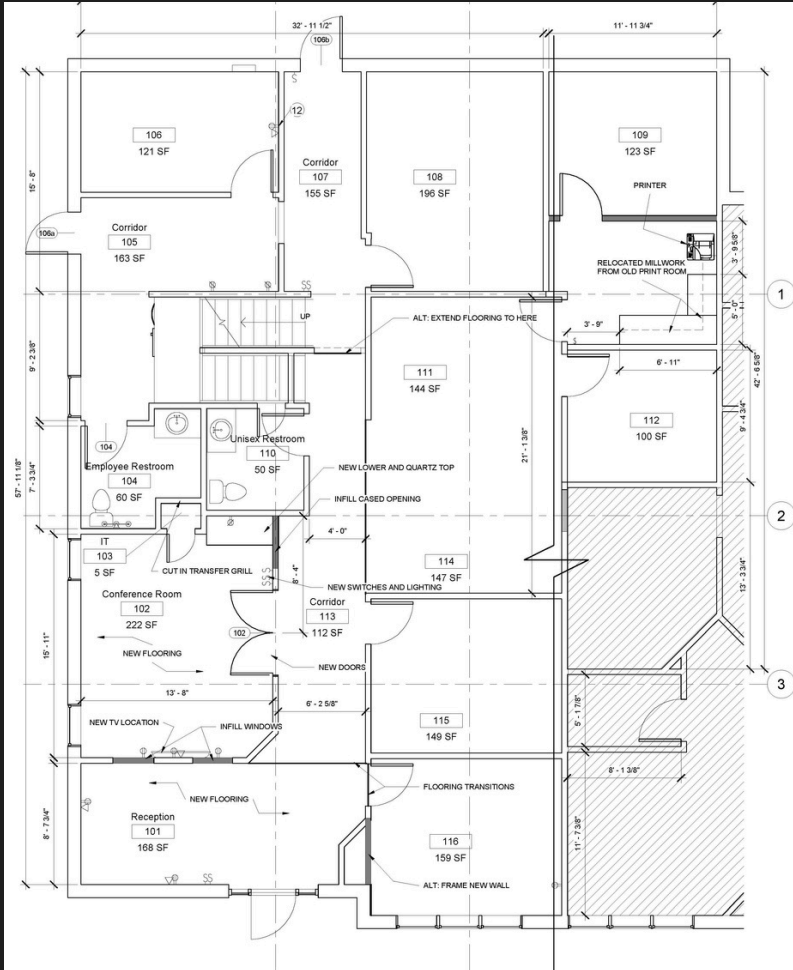 32' - 11 1/2"
11' - 11 3/4"
106b
12
106
121 SF
Corridor
107
155 SF
108
196 SF
109
123 SF
PRINTER
15' - 8"
106a
Corridor
105
163 SF
RELOCATED MILLWORK
FROM OLD PRINT ROOM
3' - 9 5/8"
5' - 0"
1
UP
ALT: EXTEND FLOORING TO HERE
3' - 9"
6' - 11"
9' - 2 3/8"
111
144 SF
42' - 6 5/8"
112
100 SF
9' - 4 3/4"
21' - 1 3/8"
104
Employee Restroom
104
60 SF
Unisex Restroom
110
50 SF
57' - 11 1/8"
7' - 3 3/4"
NEW LOWER AND QUARTZ TOP
INFILL CASED OPENING
2
4' - 0"
IT
103
5 SF
CUT IN TRANSFER GRILL
8' - 4"
114
147 SF
13' - 3 3/4"
SSS
NEW SWITCHES AND LIGHTING
Conference Room
102
222 SF
Corridor
113
112 SF
102
NEW FLOORING
15' - 11"
NEW DOORS
3
13' - 8"
6' - 2 5/8"
5' - 1 7/8"
115
149 SF
NEW TV LOCATION
INFILL WINDOWS
8' - 1 3/8"
FLOORING TRANSITIONS
NEW FLOORING
8' - 7 3/4"
Reception
101
168 SF
116
159 SF
11' - 7 3/8"
SS
ALT: FRAME NEW WALL